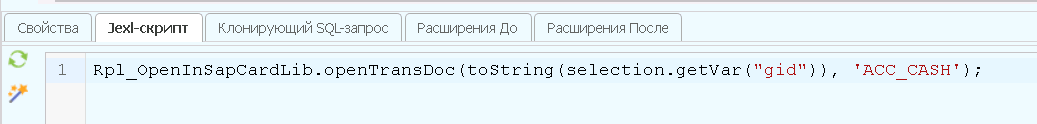 Свойства Jexl-скрипт Клонирующий SQL-запрос Расширения До Расширения После
1 Rpl_OpenInSapCardLib.openTransDoc(toString(selection.getVar("gid")), 'ACC_CASH');